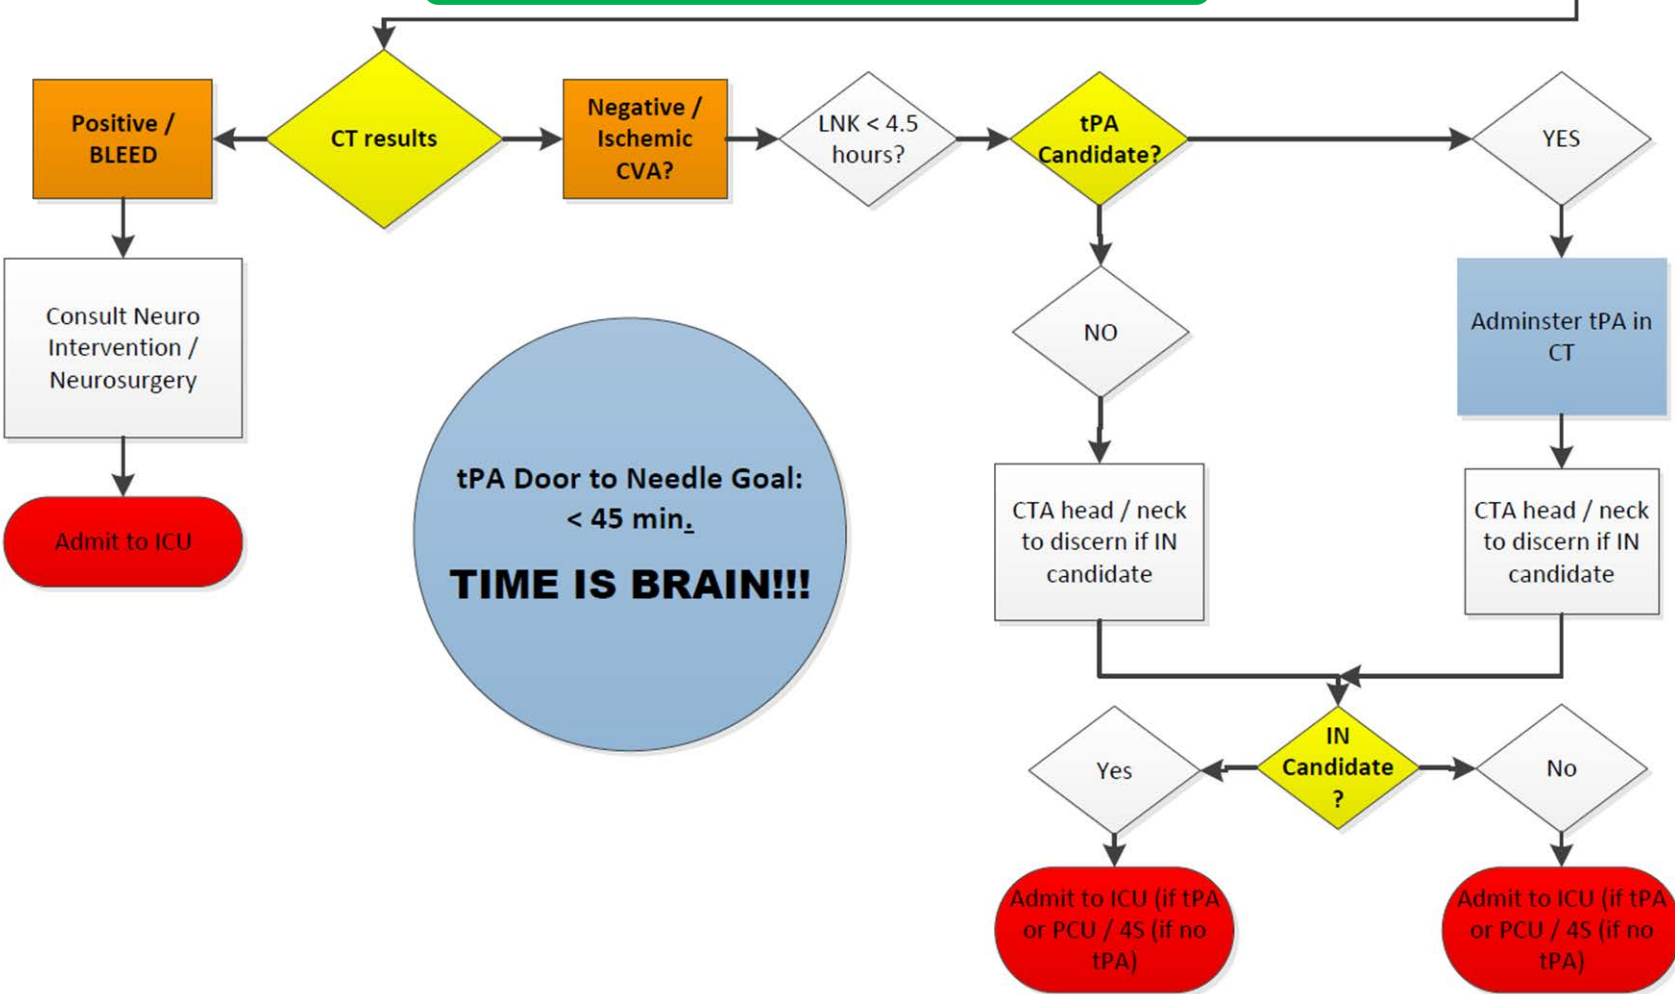 Positive /
BLEED
CT results
Negative /
Ischemic
CVA?
LNK < 4.5
hours?
tPA
Candidate?
YES
Consult Neuro
Intervention /
Neurosurgery
NO
Adminster tPA in
CT
tPA Door to Needle Goal:
< 45 min.
TIME IS BRAIN!!!
Admit to ICU
CTA head / neck
to discern if IN
candidate
CTA head / neck
to discern if IN
candidate
Yes
IN
Candidate
?
No
Admit to ICU (if tPA
or PCU / 4S (if no
tPA)
Admit to ICU (if tPA
or PCU / 4S (if no
tPA)